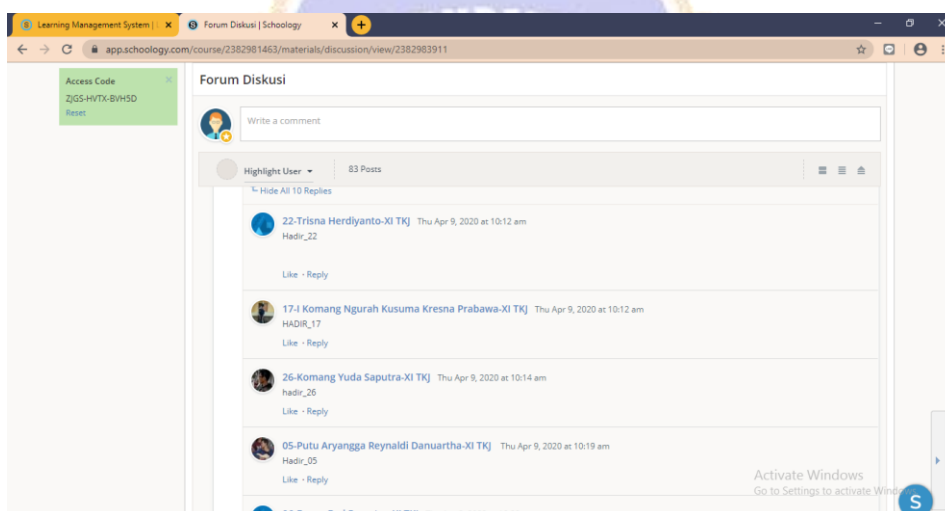 Learning Management System |
Forum Diskusi | Schoology
app.schoology.com/course/2382981463/materials/discussion/view/2382983911
Access Code
ZJGS-HVTX-BVH5D
Reset
Forum Diskusi
Write a comment
Highlight User
83 Posts
Hide All 10 Replies
22-Trisna Herdiyanto-XI TKJ Thu Apr 9, 2020 at 10:12 am
Hadir_22
Like · Reply
17-I Komang Ngurah Kusuma Kresna Prabawa-XI TKJ Thu Apr 9, 2020 at 10:12 am
HADIR_17
Like · Reply
26-Komang Yuda Saputra-XI TKJ Thu Apr 9, 2020 at 10:14 am
hadir_26
Like · Reply
05-Putu Aryangga Reynaldi Danuartha-XI TKJ Thu Apr 9, 2020 at 10:19 am
Hadir_05
Like · Reply
Activate Windows
Go to Settings to activate Windo
S